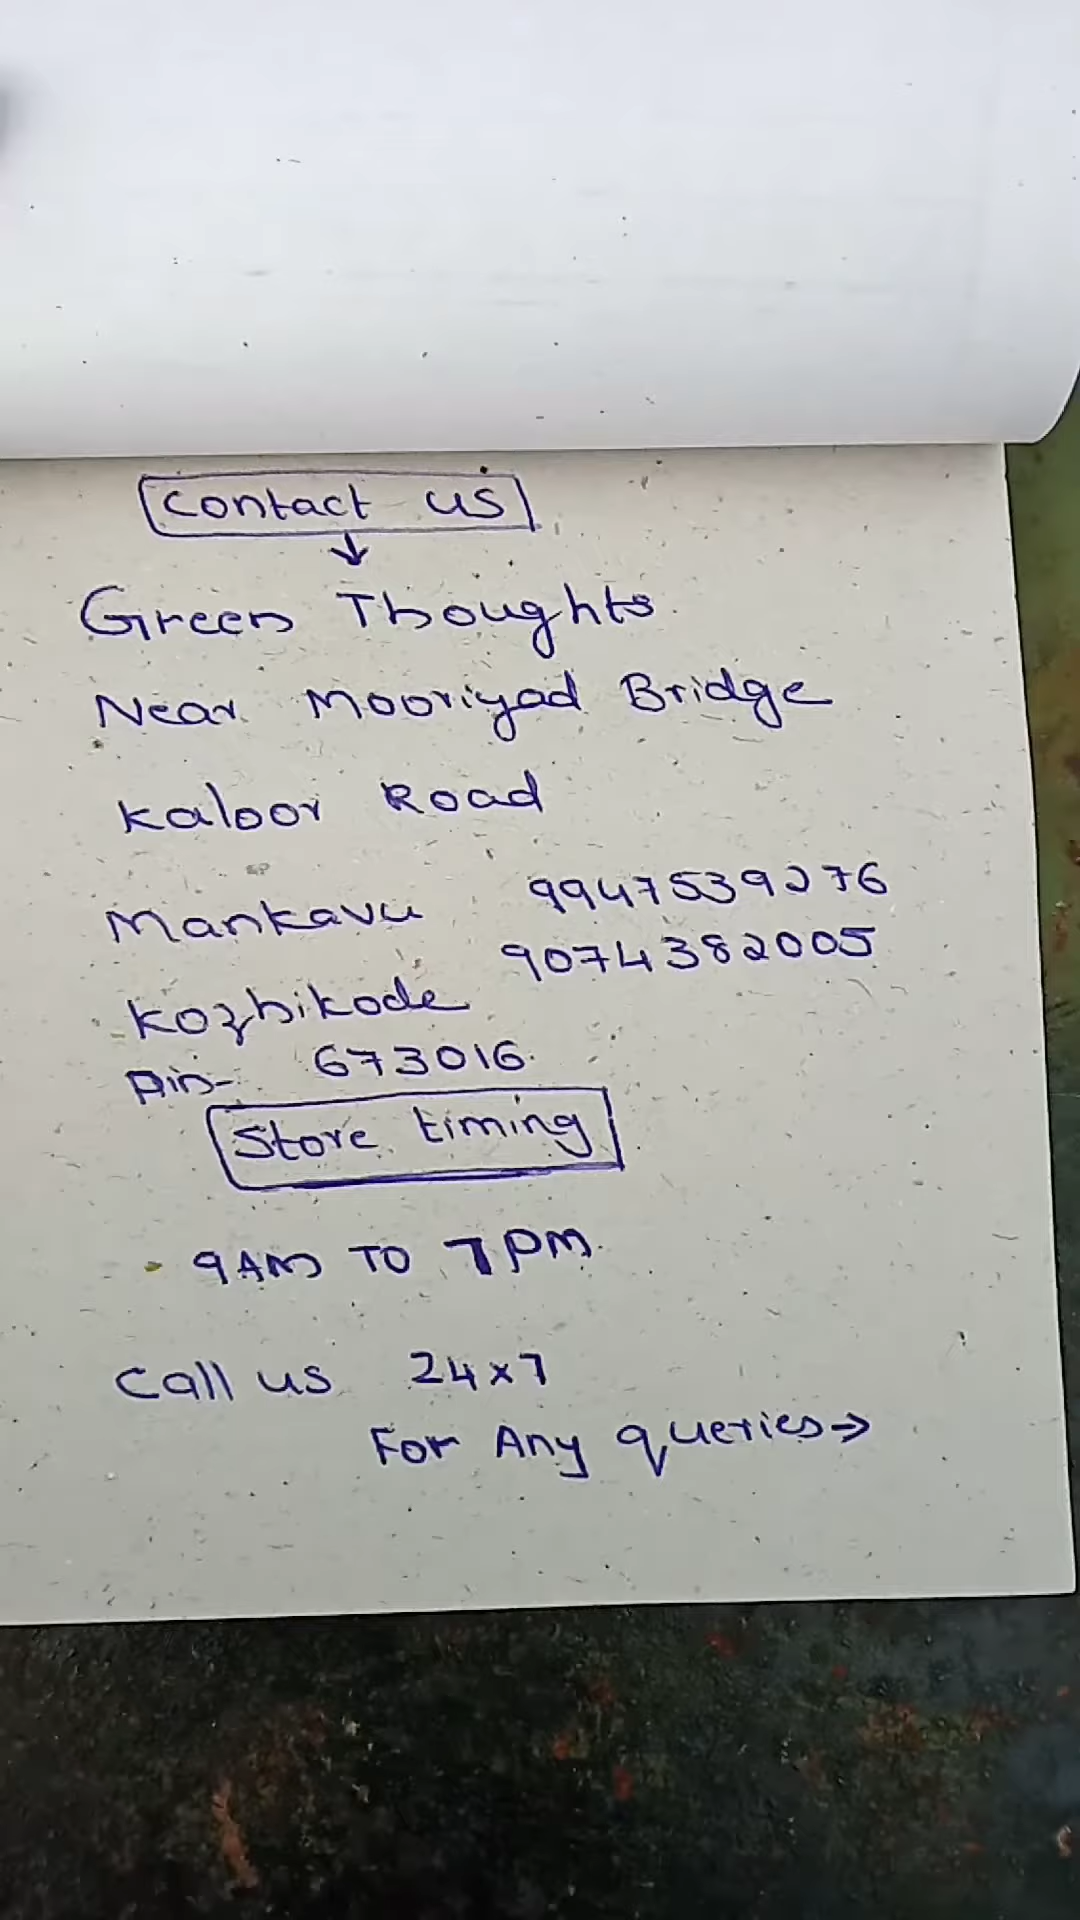 Contact us
↓
Green Thoughts
Near Mooriyad Bridge
Kaloor Road
Mankavu 9947539276
9074382005
Kozhikode
Pin- 673016
Store timing
9AM TO 7PM
Call us 24x7
For Any queries→